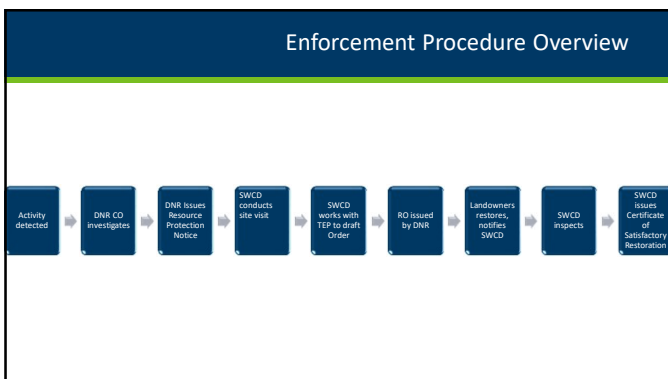 Enforcement Procedure Overview
Activity
detected
DNR CO
investigates
DNR Issues
Resource
Protection
Notice
SWCD
conducts
site visit
SWCD
works with
TEP to draft
Order
RO issued
by DNR
Landowners
restores,
notifies
SWCD
SWCD
inspects
SWCD
issues
Certificate
of
Satisfactory
Restoration